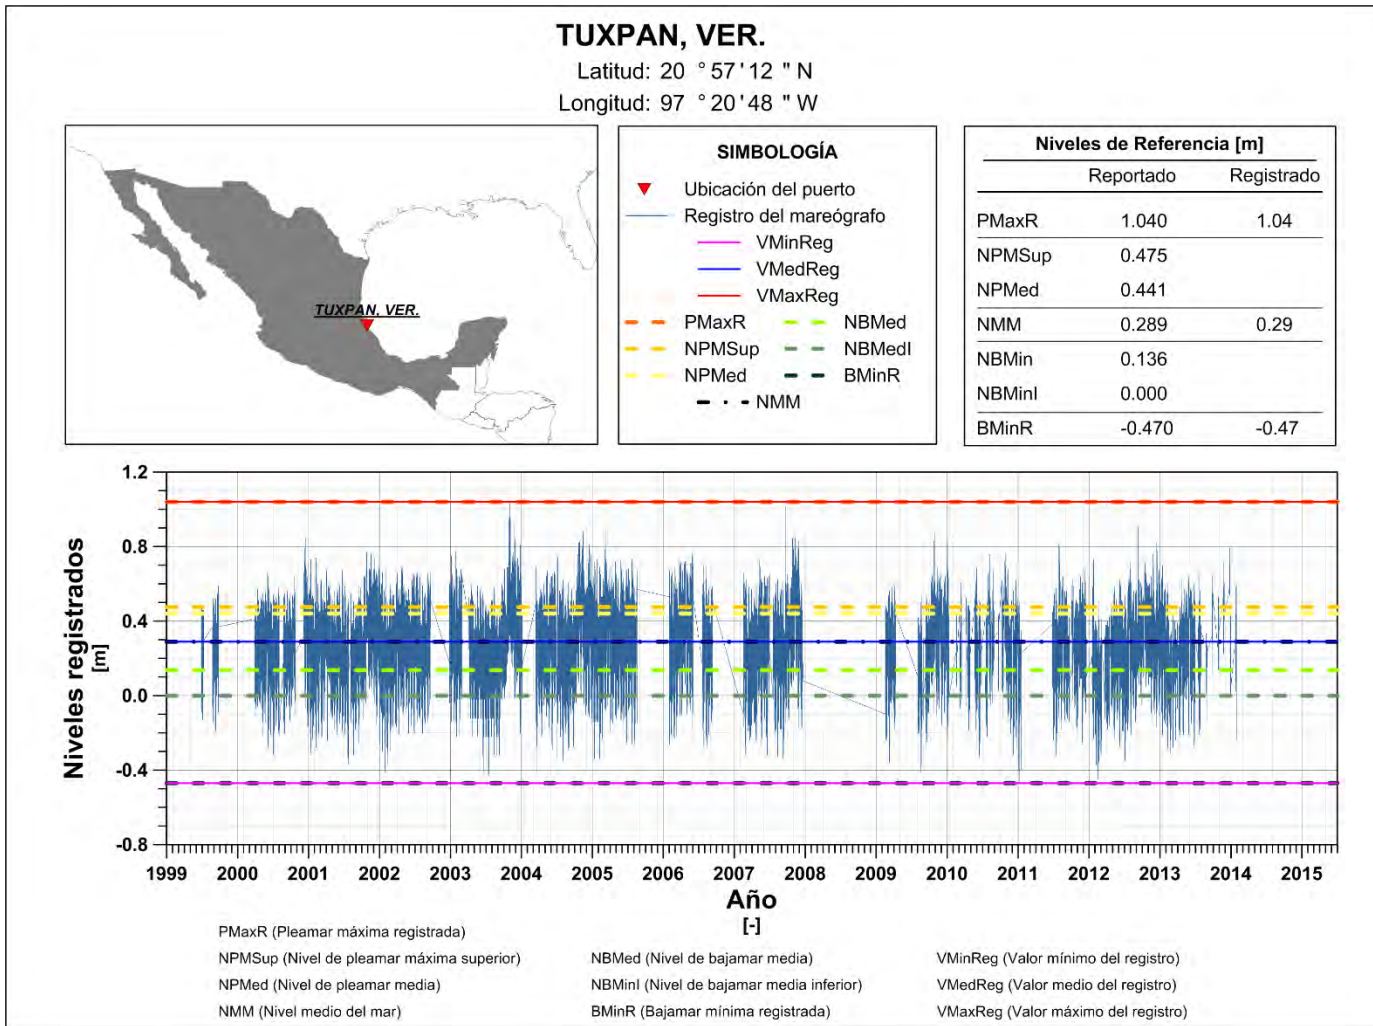 TUXPAN, VER.
Latitud: 20 ° 57 ' 12 " N
Longitud: 97 ° 20 ' 48 " W
TUXPAN, VER.
SIMBOLOGÍA
Ubicación del puerto
Registro del mareógrafo
VMinReg
VMedReg
VMaxReg
PMaxR NBMed
NPMSup NBMedI
NPMed BMinR
NMM
Niveles de Referencia [m]
Reportado Registrado
PMaxR 1.040 1.04
NPMSup 0.475
NPMed 0.441
NMM 0.289 0.29
NBMin 0.136
NBMinI 0.000
BMinR -0.470 -0.47
Niveles registrados
[m]
1.2
0.8
0.4
0.0
-0.4
-0.8
1999 2000 2001 2002 2003 2004 2005 2006 2007 2008 2009 2010 2011 2012 2013 2014 2015
Año
[-]
PMaxR (Pleamar máxima registrada)
NPMSup (Nivel de pleamar máxima superior) NBMed (Nivel de bajamar media) VMinReg (Valor mínimo del registro)
NPMed (Nivel de pleamar media) NBMinI (Nivel de bajamar media inferior) VMedReg (Valor medio del registro)
NMM (Nivel medio del mar) BMinR (Bajamar mínima registrada) VMaxReg (Valor máximo del registro)